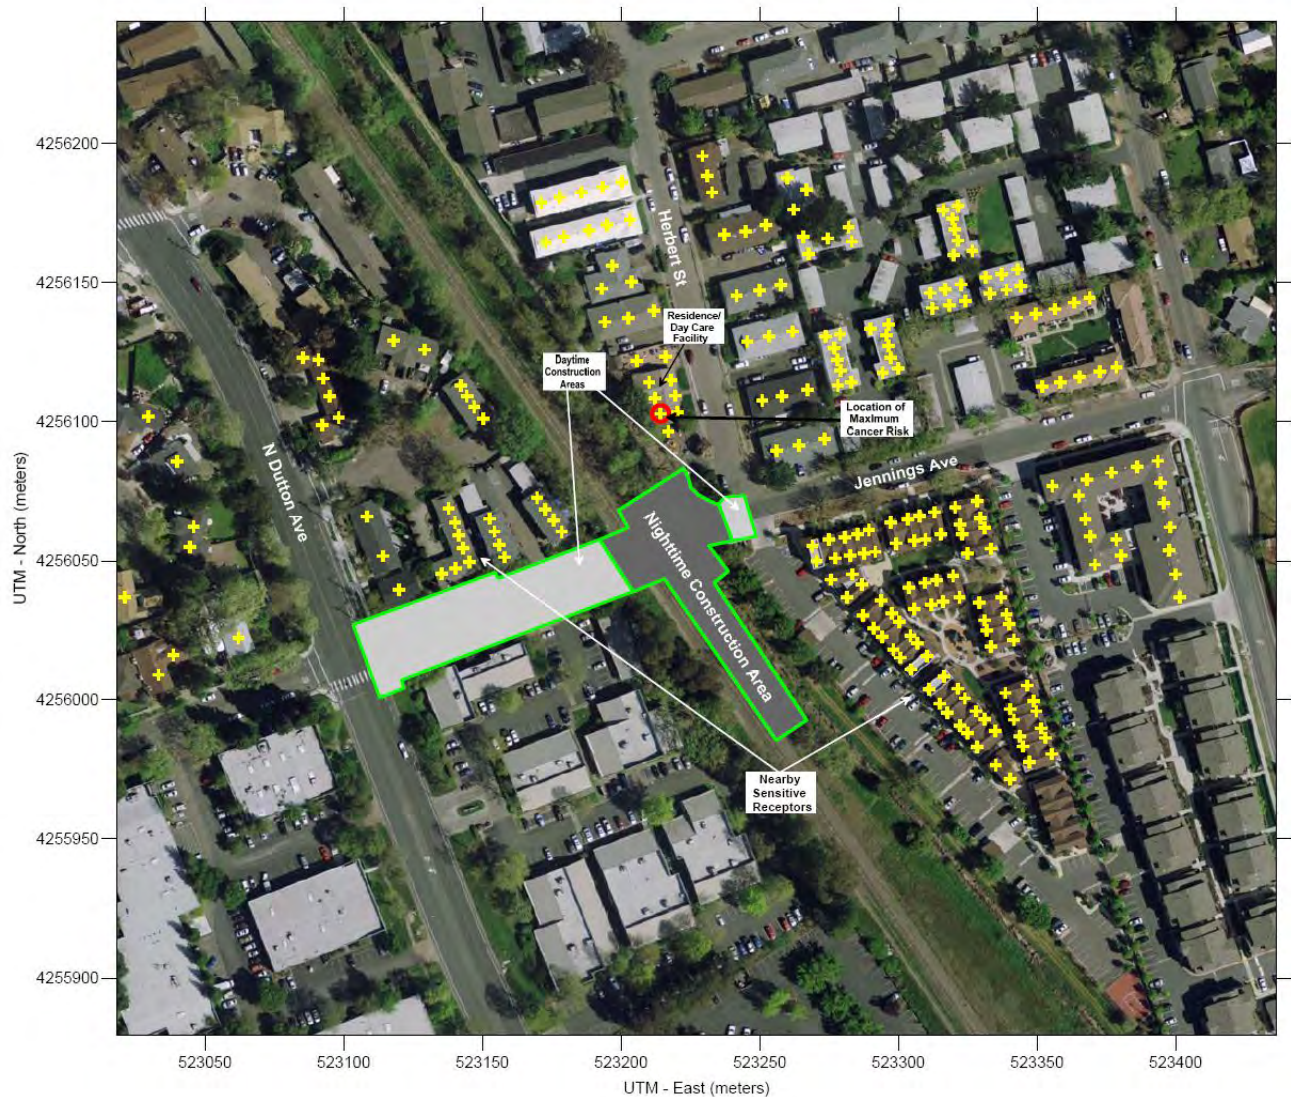 4256200
4256150
4256100
4256050
4256000
4255950
4255900
UTM - North (meters)
Herbert St
Residence/
Day Care
Facility
Daytime
Construction
Areas
Location of
Maximum
Cancer Risk
N Dutton Ave
Jennings Ave
Nighttime Construction Area
Nearby
Sensitive
Receptors
523050
523100
523150
523200
523250
523300
523350
523400
UTM - East (meters)